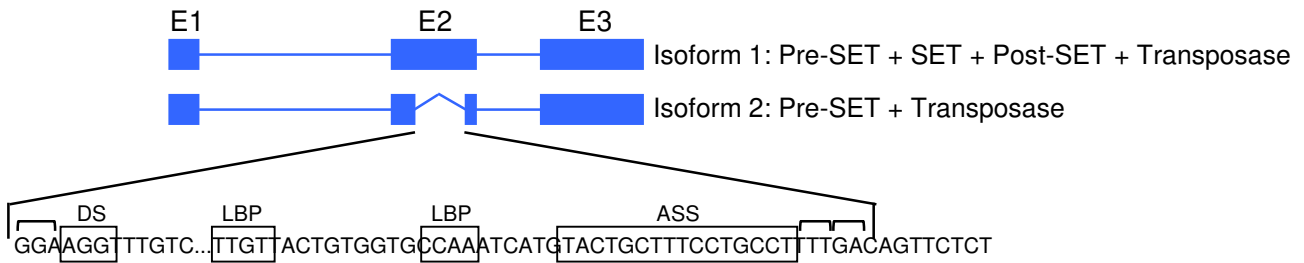 E1 E2 E3
Isoform 1: Pre-SET + SET + Post-SET + Transposase
Isoform 2: Pre-SET + Transposase
DS LBP LBP ASS
GGAAGGTTTGTC...TTGTTACTGTGGTGCCAAATCATGTACTGCTTTCCTGCCTTTTGACAGTTCTCT